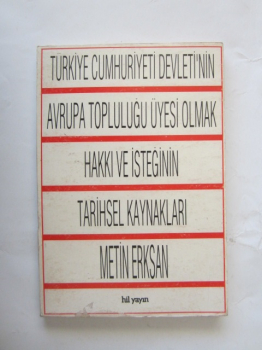 TÜRKİYE CUMHURİYETİ DEVLETİ'NİN
AVRUPA TOPLULUĞU ÜYESİ OLMAK
HAKKI VE İSTEĞİNİN
TARİHSEL KAYNAKLARI
METİN ERKSAN
hil yayın